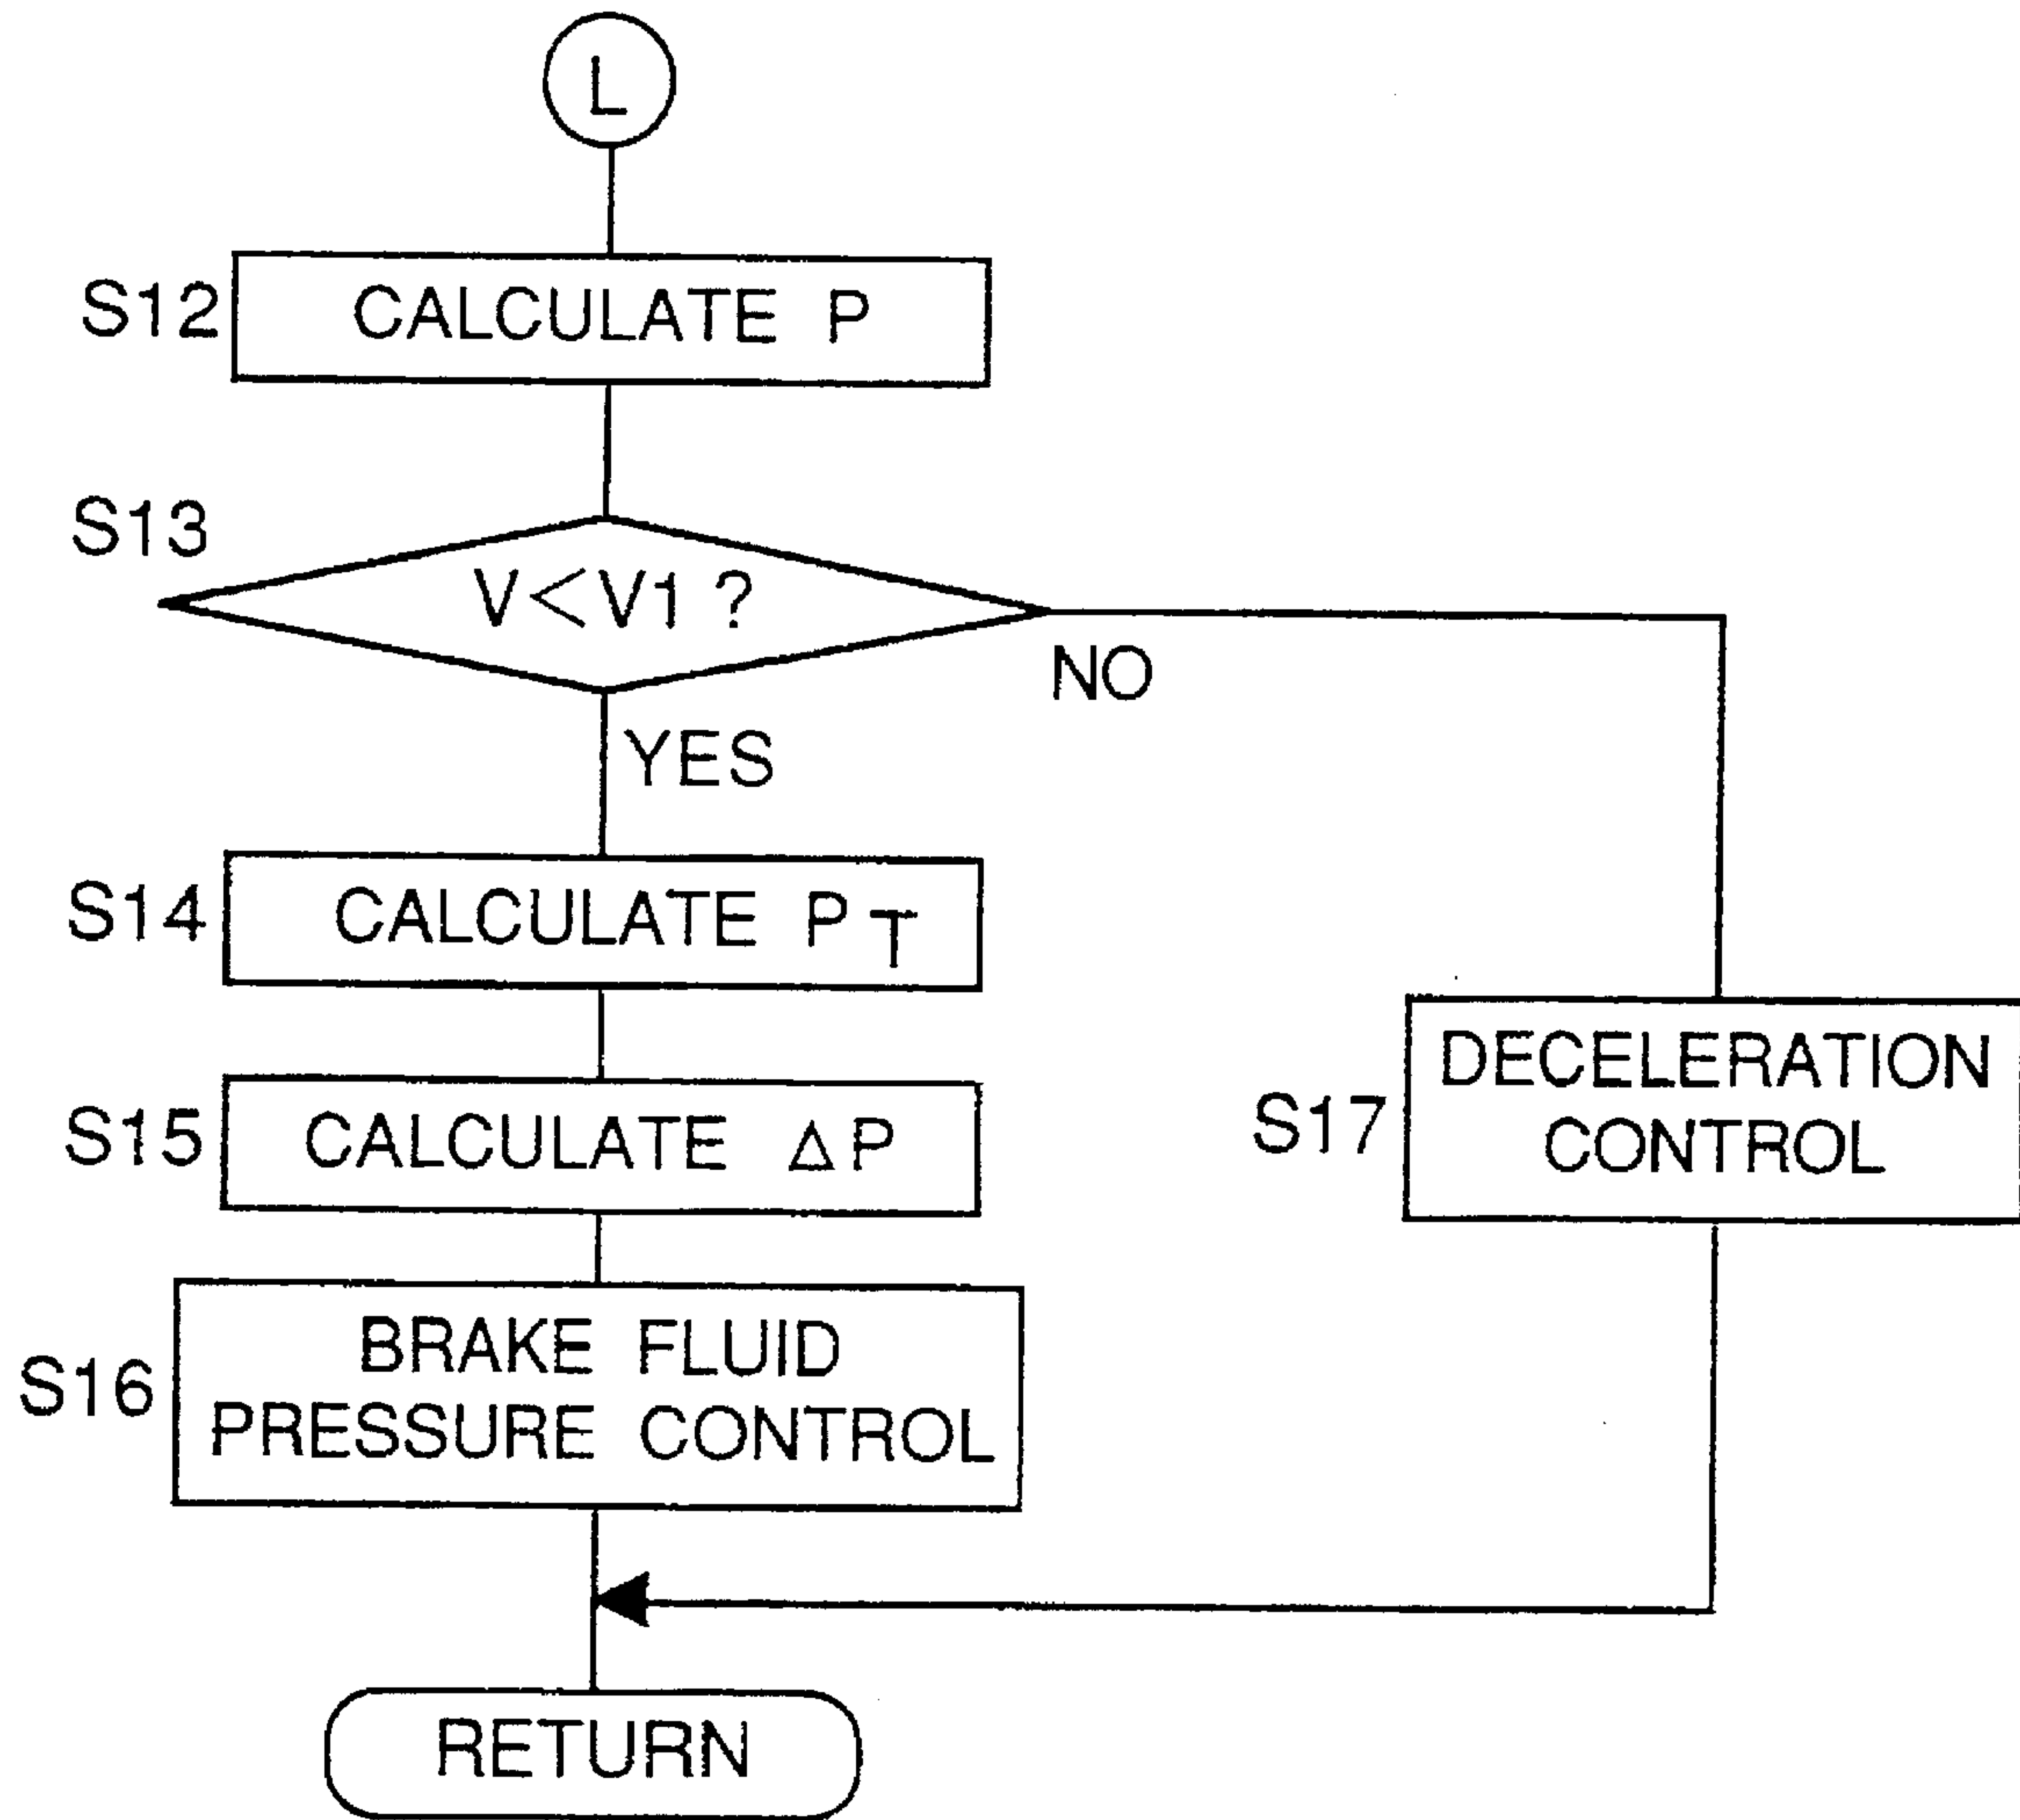 L
S12
CALCULATE P
S13
V<V1 ?
NO
YES
S14
CALCULATE PT
S15
CALCULATE ΔP
S17
DECELERATION
CONTROL
S16
BRAKE FLUID
PRESSURE CONTROL
RETURN